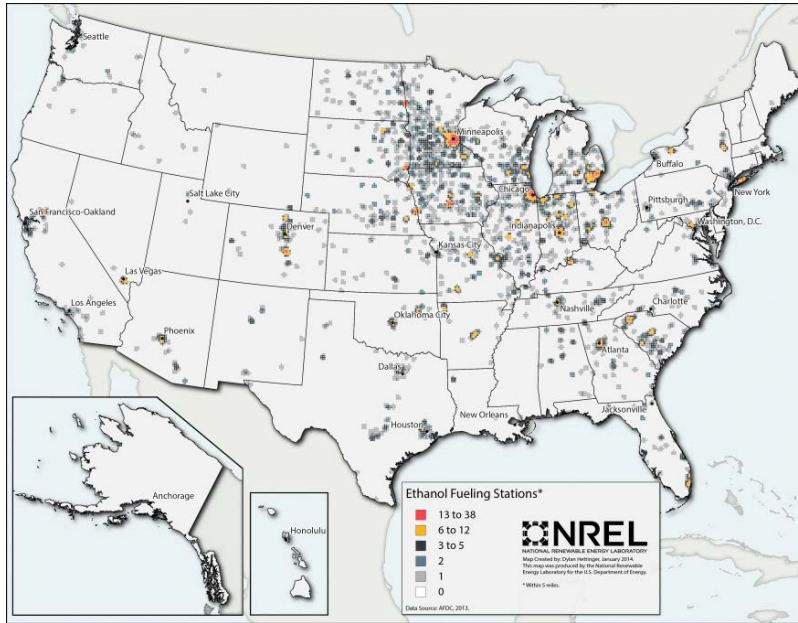 Seattle
Minneapolis
Buffalo
Chicago
New York
Salt Lake City
Pittsburgh
San Francisco-Oakland
Denver
Indianapolis
Washington, D.C.
Kansas City
Las Vegas
Los Angeles
Nashville
Charlotte
Oklahoma City
Phoenix
Atlanta
Dallas
Jacksonville
New Orleans
Houston
Anchorage
Honolulu
Ethanol Fueling Stations*
13 to 38
6 to 12
3 to 5
2
1
0
Data Source: AFDC, 2013.
NREL
NATIONAL RENEWABLE ENERGY LABORATORY
Map Created by: Dylan Hettinger, January 2014.
This map was produced by the National Renewable
Energy Laboratory for the U.S. Department of Energy.
* Within 5 miles.